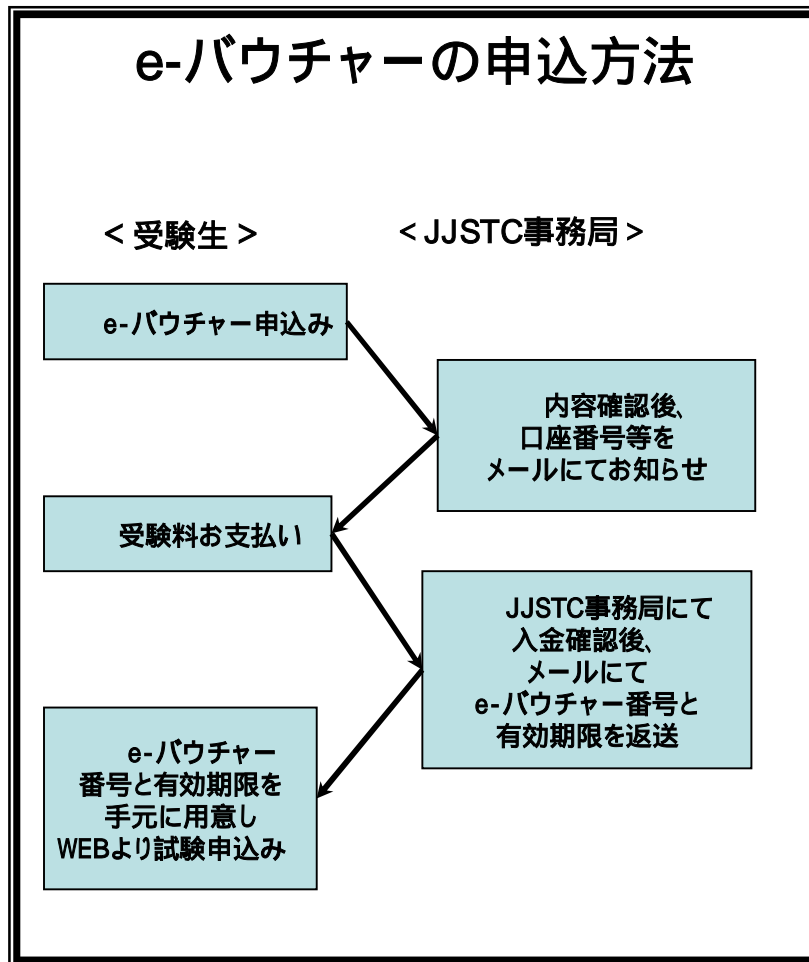 e-バウチャーの申込方法
＜受験生＞
＜JJSTC事務局＞
e-バウチャー申込み
内容確認後、
口座番号等を
メールにてお知らせ
受験料お支払い
JJSTC事務局にて
入金確認後、
メールにて
e-バウチャー番号と
有効期限を返送
e-バウチャー
番号と有効期限を
手元に用意し
WEBより試験申込み